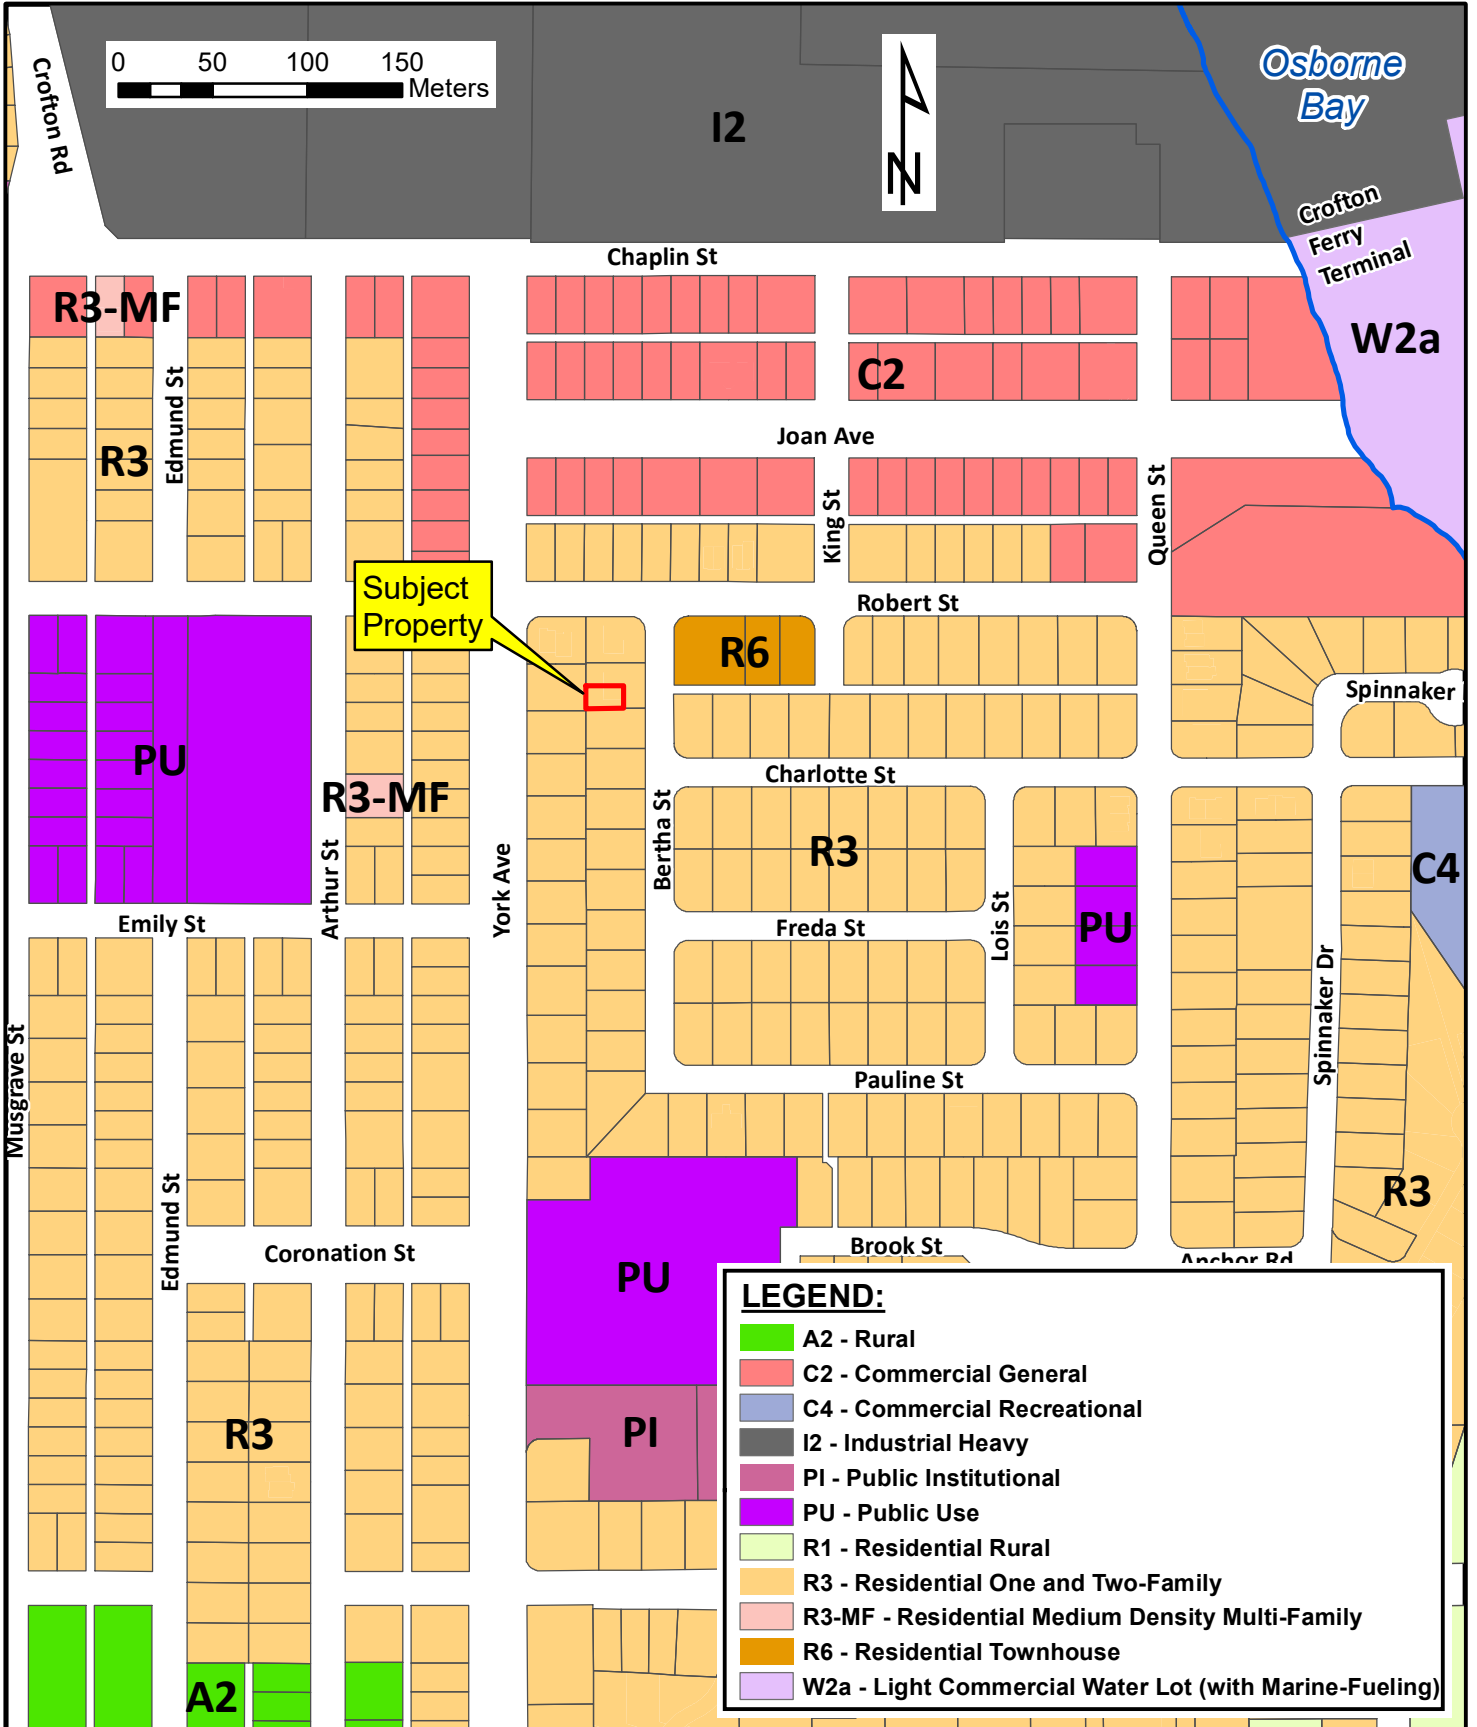 Crofton Rd
0 50 100 150
Meters
N
I2
Osborne
Bay
Crofton
Ferry
Terminal
Chaplin St
R3-MF
W2a
C2
Edmund St
Joan Ave
R3
King St
Queen St
Subject
Property
Robert St
R6
Spinnaker
PU
R3-MF
Charlotte St
Bertha St
R3
C4
Arthur St
York Ave
Emily St
Freda St
Lois St
PU
Spinnaker Dr
Musgrave St
Pauline St
Edmund St
R3
Coronation St
Brook St
Anchor Rd
PU
R3
PI
A2
LEGEND:
A2 - Rural
C2 - Commercial General
C4 - Commercial Recreational
I2 - Industrial Heavy
PI - Public Institutional
PU - Public Use
R1 - Residential Rural
R3 - Residential One and Two-Family
R3-MF - Residential Medium Density Multi-Family
R6 - Residential Townhouse
W2a - Light Commercial Water Lot (with Marine-Fueling)